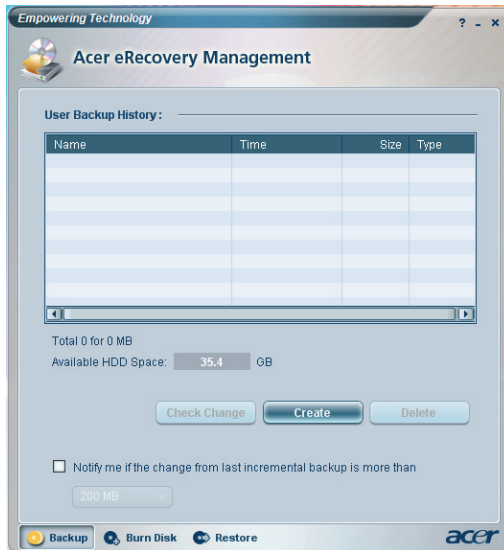 Empowering Technology
? - x
Acer eRecovery Management
User Backup History :
Name Time Size Type
Total 0 for 0 MB
Available HDD Space: 35.4 GB
Check Change Create Delete
Notify me if the change from last incremental backup is more than
200 MB
Backup Burn Disk Restore acer